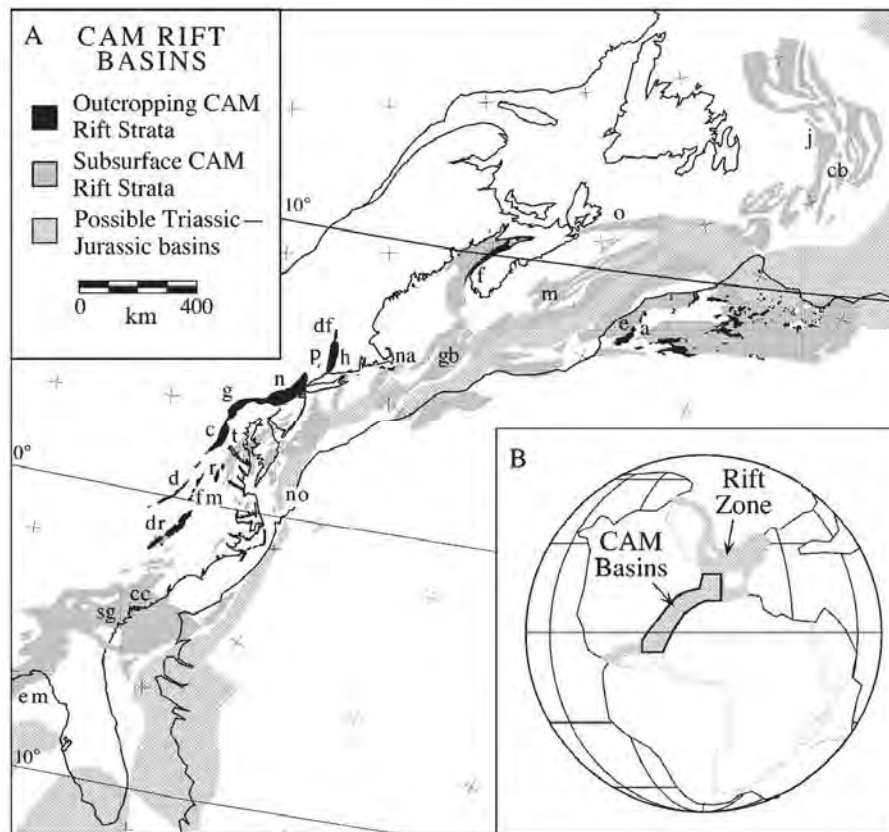 A
CAM RIFT
BASINS
Outcropping CAM
Rift Strata
Subsurface CAM
Rift Strata
Possible Triassic—
Jurassic basins
0 400
km
10°
j
cb
o
f
m
df
p
h
na
gb
e
a
n
g
c
t
0°
d
r
fm
no
dr
cc
sg
em
10°
B
Rift
Zone
CAM
Basins